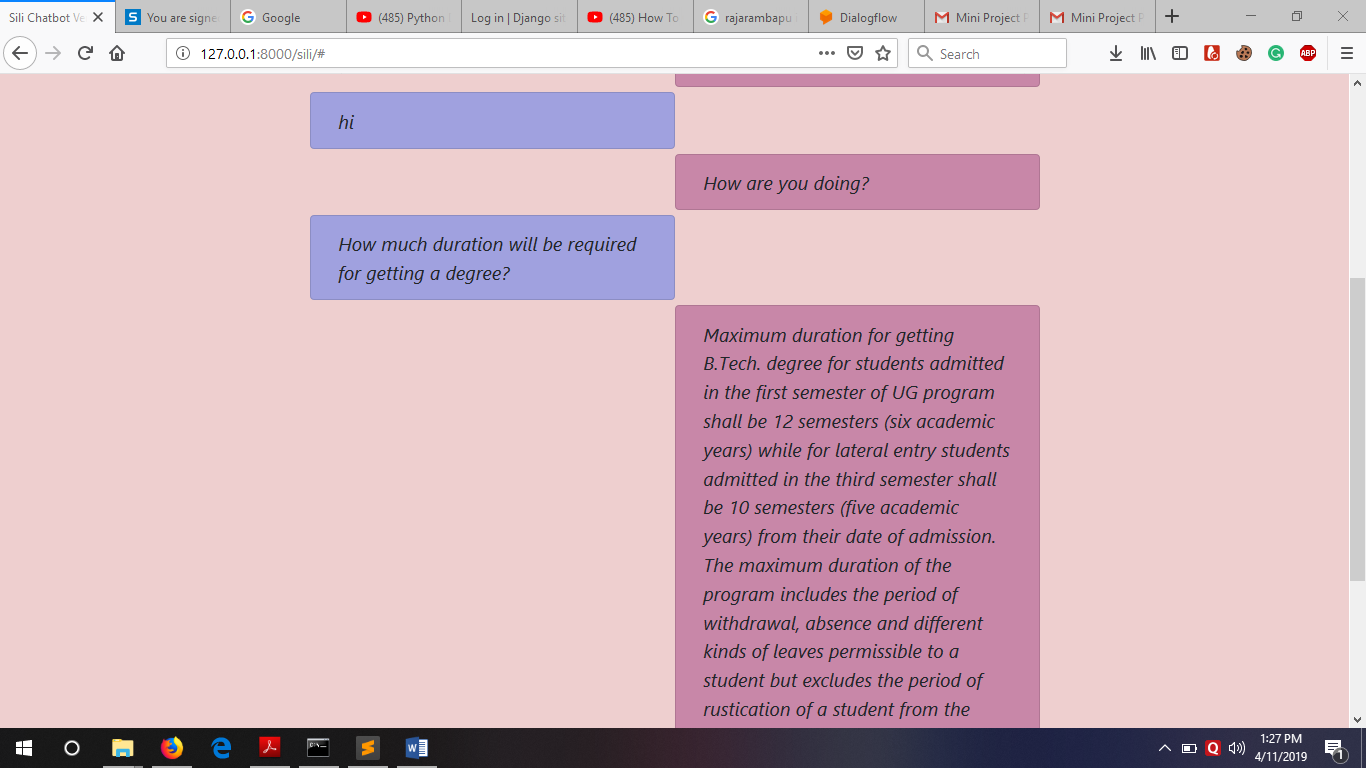 Sili Chatbot Ve
You are signe
Google
(485) Python
Log in | Django si
(485) How To
rajarambapu
Dialogflow
Mini Project P
Mini Project P
127.0.0.1:8000/sili/#
Search
ABP
hi
How are you doing?
How much duration will be required
for getting a degree?
Maximum duration for getting
B.Tech. degree for students admitted
in the first semester of UG program
shall be 12 semesters (six academic
years) while for lateral entry students
admitted in the third semester shall
be 10 semesters (five academic
years) from their date of admission.
The maximum duration of the
program includes the period of
withdrawal, absence and different
kinds of leaves permissible to a
student but excludes the period of
rustication of a student from the
1:27 PM
4/11/2019
1